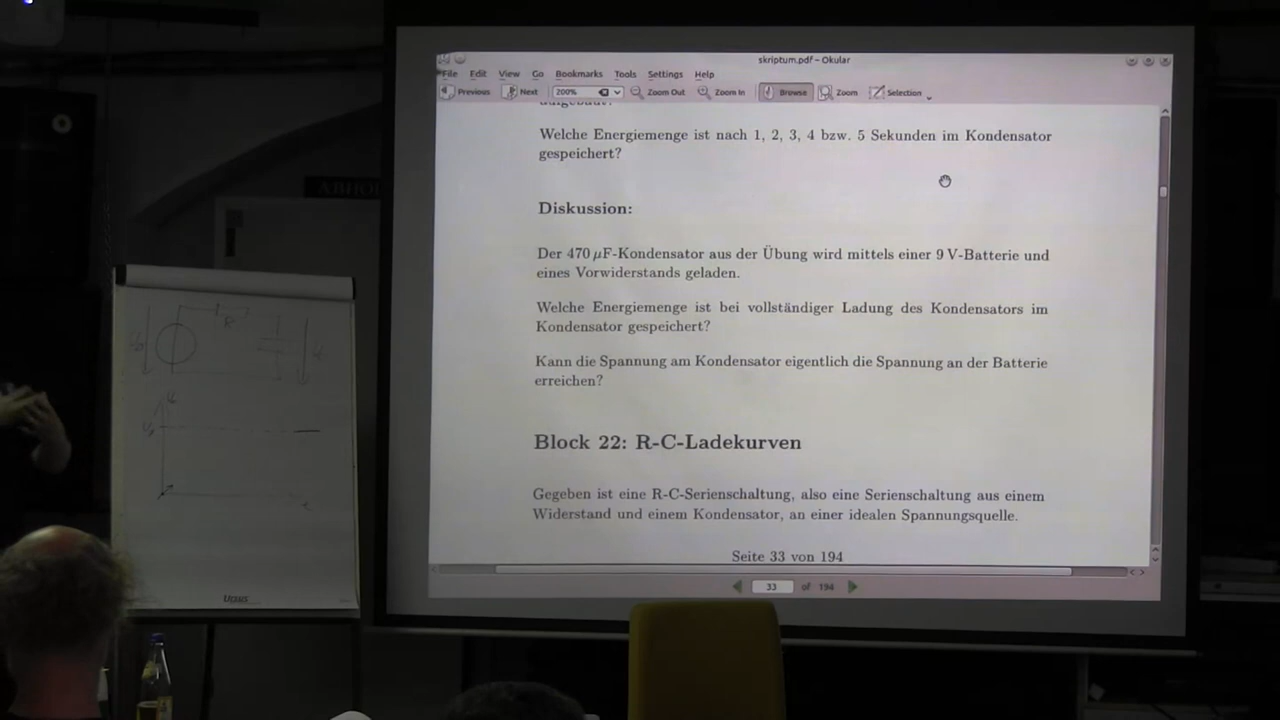 skriptum.pdf – Okular
File Edit View Go Bookmarks Tools Settings Help
Previous Next 200% Zoom Out Zoom In Browse Zoom Selection
aufgebaut?
Welche Energiemenge ist nach 1, 2, 3, 4 bzw. 5 Sekunden im Kondensator
gespeichert?
Diskussion:
Der 470 µF-Kondensator aus der Übung wird mittels einer 9 V-Batterie und
eines Vorwiderstands geladen.
Welche Energiemenge ist bei vollständiger Ladung des Kondensators im
Kondensator gespeichert?
Kann die Spannung am Kondensator eigentlich die Spannung an der Batterie
erreichen?
Block 22: R-C-Ladekurven
Gegeben ist eine R-C-Serienschaltung, also eine Serienschaltung aus einem
Widerstand und einem Kondensator, an einer idealen Spannungsquelle.
Seite 33 von 194
33 of 194
R